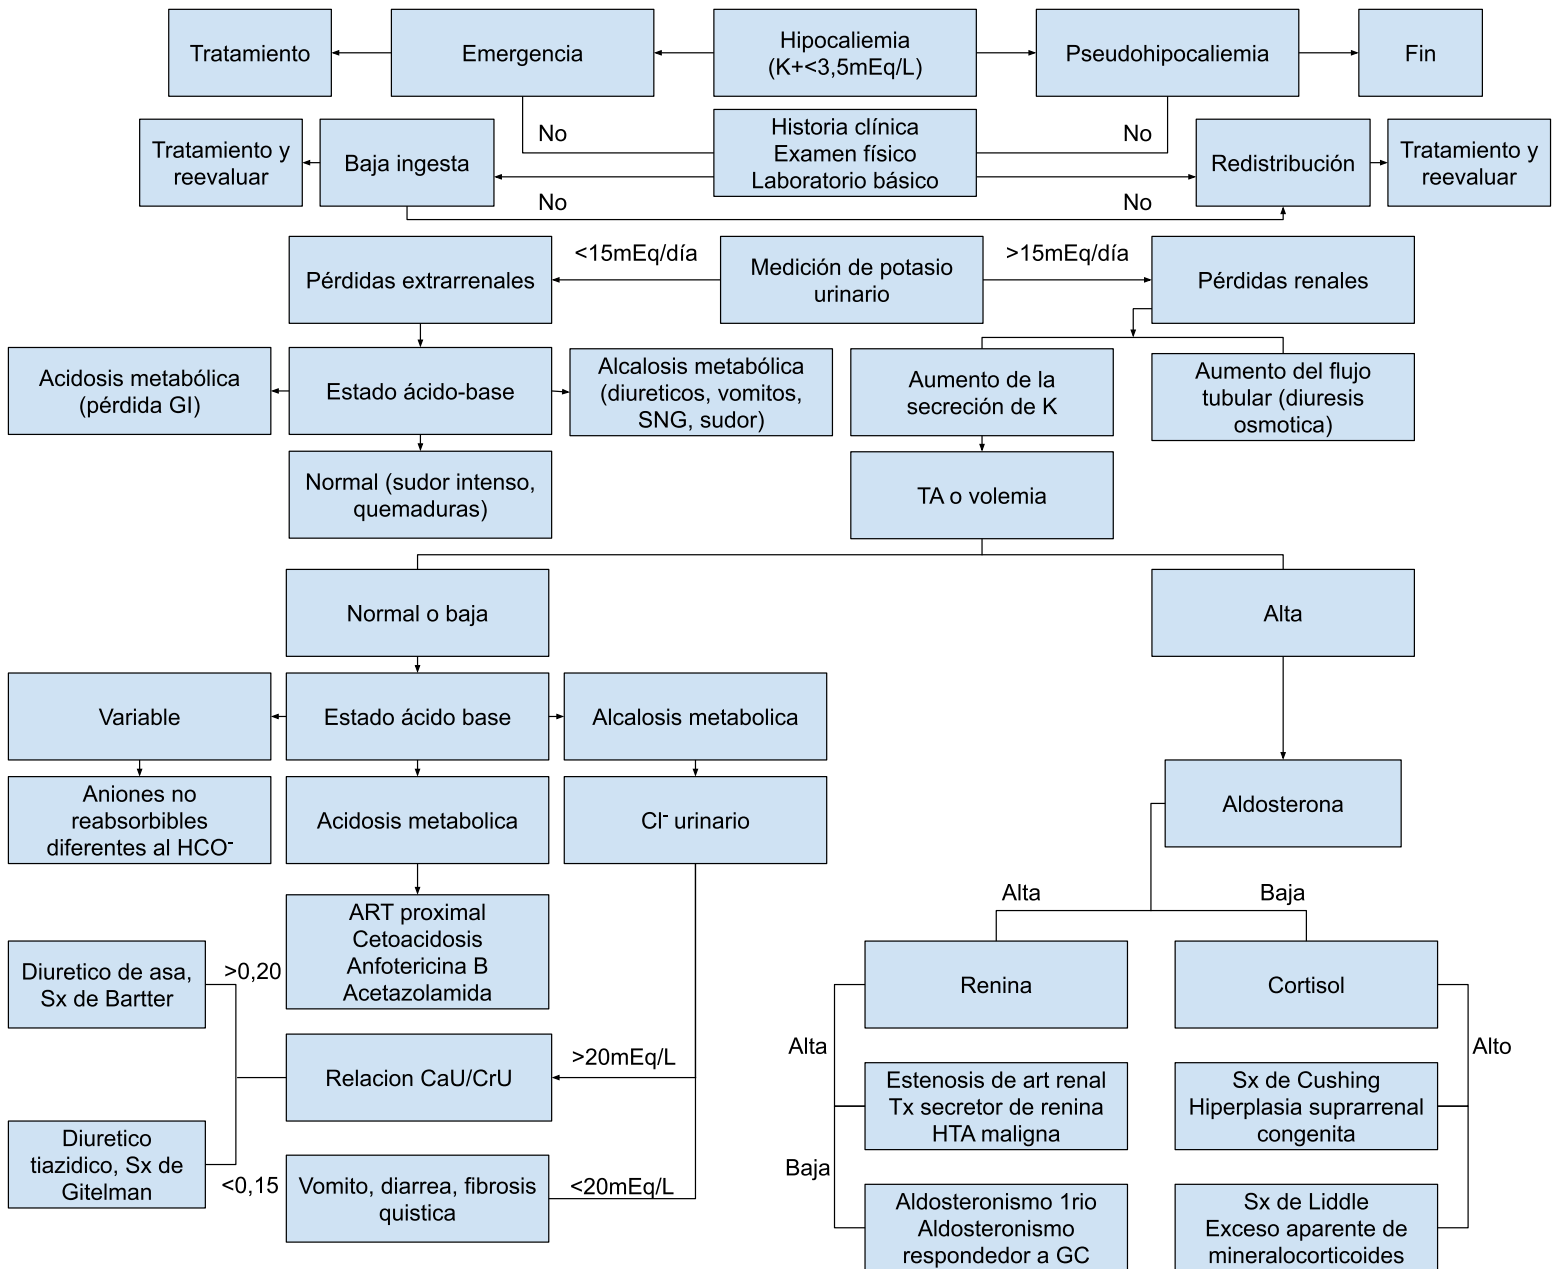 Tratamiento
Emergencia
Hipocaliemia
(K+<3,5mEq/L)
Pseudohipocaliemia
Fin
No
Historia clínica
Examen físico
Laboratorio básico
No
Tratamiento y
reevaluar
Baja ingesta
Redistribución
Tratamiento y
reevaluar
No
No
Pérdidas extrarrenales
<15mEq/día
Medición de potasio
urinario
>15mEq/día
Pérdidas renales
Acidosis metabólica
(pérdida GI)
Estado ácido-base
Alcalosis metabólica
(diureticos, vomitos,
SNG, sudor)
Aumento de la
secreción de K
Aumento del flujo
tubular (diuresis
osmotica)
Normal (sudor intenso,
quemaduras)
TA o volemia
Normal o baja
Alta
Variable
Estado ácido base
Alcalosis metabolica
Aniones no
reabsorbibles
diferentes al HCO⁻
Acidosis metabolica
Cl⁻ urinario
Aldosterona
Alta
Baja
ART proximal
Cetoacidosis
Anfotericina B
Acetazolamida
Diuretico de asa,
Sx de Bartter
>0,20
Renina
Cortisol
Relacion CaU/CrU
>20mEq/L
Alta
Alto
Estenosis de art renal
Tx secretor de renina
HTA maligna
Sx de Cushing
Hiperplasia suprarrenal
congenita
Diuretico
tiazidico, Sx de
Gitelman
<0,15
Vomito, diarrea, fibrosis
quistica
<20mEq/L
Baja
Aldosteronismo 1rio
Aldosteronismo
respondedor a GC
Sx de Liddle
Exceso aparente de
mineralocorticoides